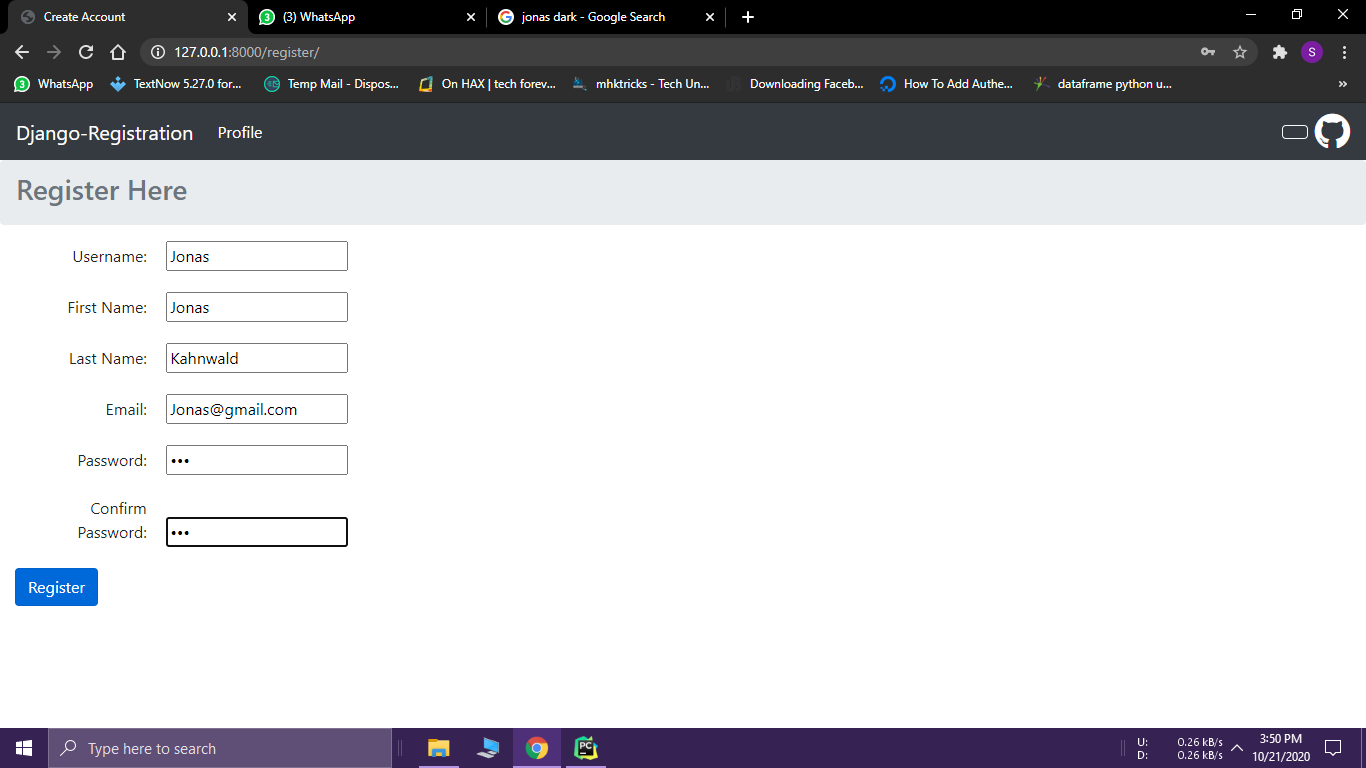 Create Account
(3) WhatsApp
jonas dark - Google Search
127.0.0.1:8000/register/
S
WhatsApp
TextNow 5.27.0 for...
Temp Mail - Dispos...
On HAX | tech forev...
mhktricks - Tech Un...
Downloading Faceb...
How To Add Authe...
dataframe python u...
»
Django-Registration
Profile
Register Here
Username:
Jonas
First Name:
Jonas
Last Name:
Kahnwald
Email:
Jonas@gmail.com
Password:
•••
Confirm
Password:
•••
Register
Type here to search
PC
U:
0.26 kB/s
D:
0.26 kB/s
3:50 PM
10/21/2020